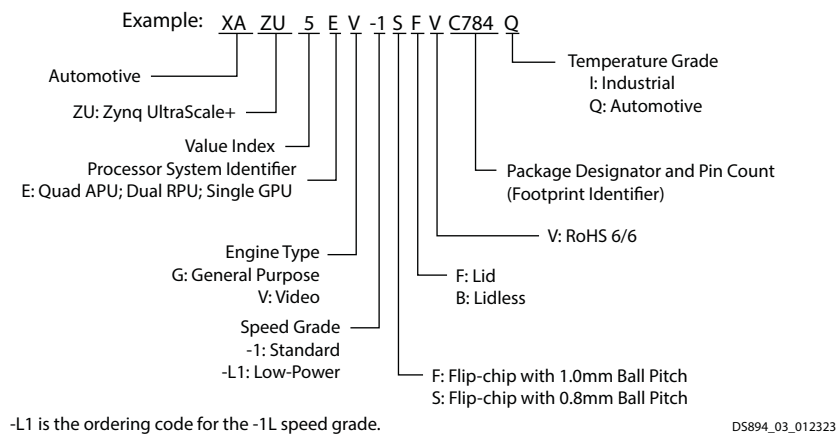 Example: XA ZU 5 E V -1 S F V C784 Q
Automotive
ZU: Zynq UltraScale+
Value Index
Processor System Identifier
E: Quad APU; Dual RPU; Single GPU
Engine Type
G: General Purpose
V: Video
Speed Grade
-1: Standard
-L1: Low-Power
Temperature Grade
I: Industrial
Q: Automotive
Package Designator and Pin Count
(Footprint Identifier)
V: RoHS 6/6
F: Lid
B: Lidless
F: Flip-chip with 1.0mm Ball Pitch
S: Flip-chip with 0.8mm Ball Pitch
-L1 is the ordering code for the -1L speed grade.
DS894_03_012323